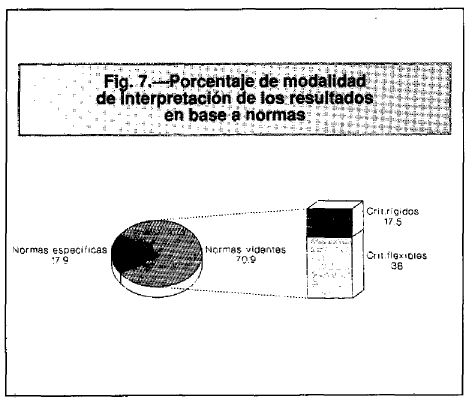 Fig. 7.—Porcentaje de modalidad
de interpretación de los resultados
en base a normas
Normas específicas
17.9
Normas videntes
70.9
Crit.rígidos
17.5
Crit.flexibles
38